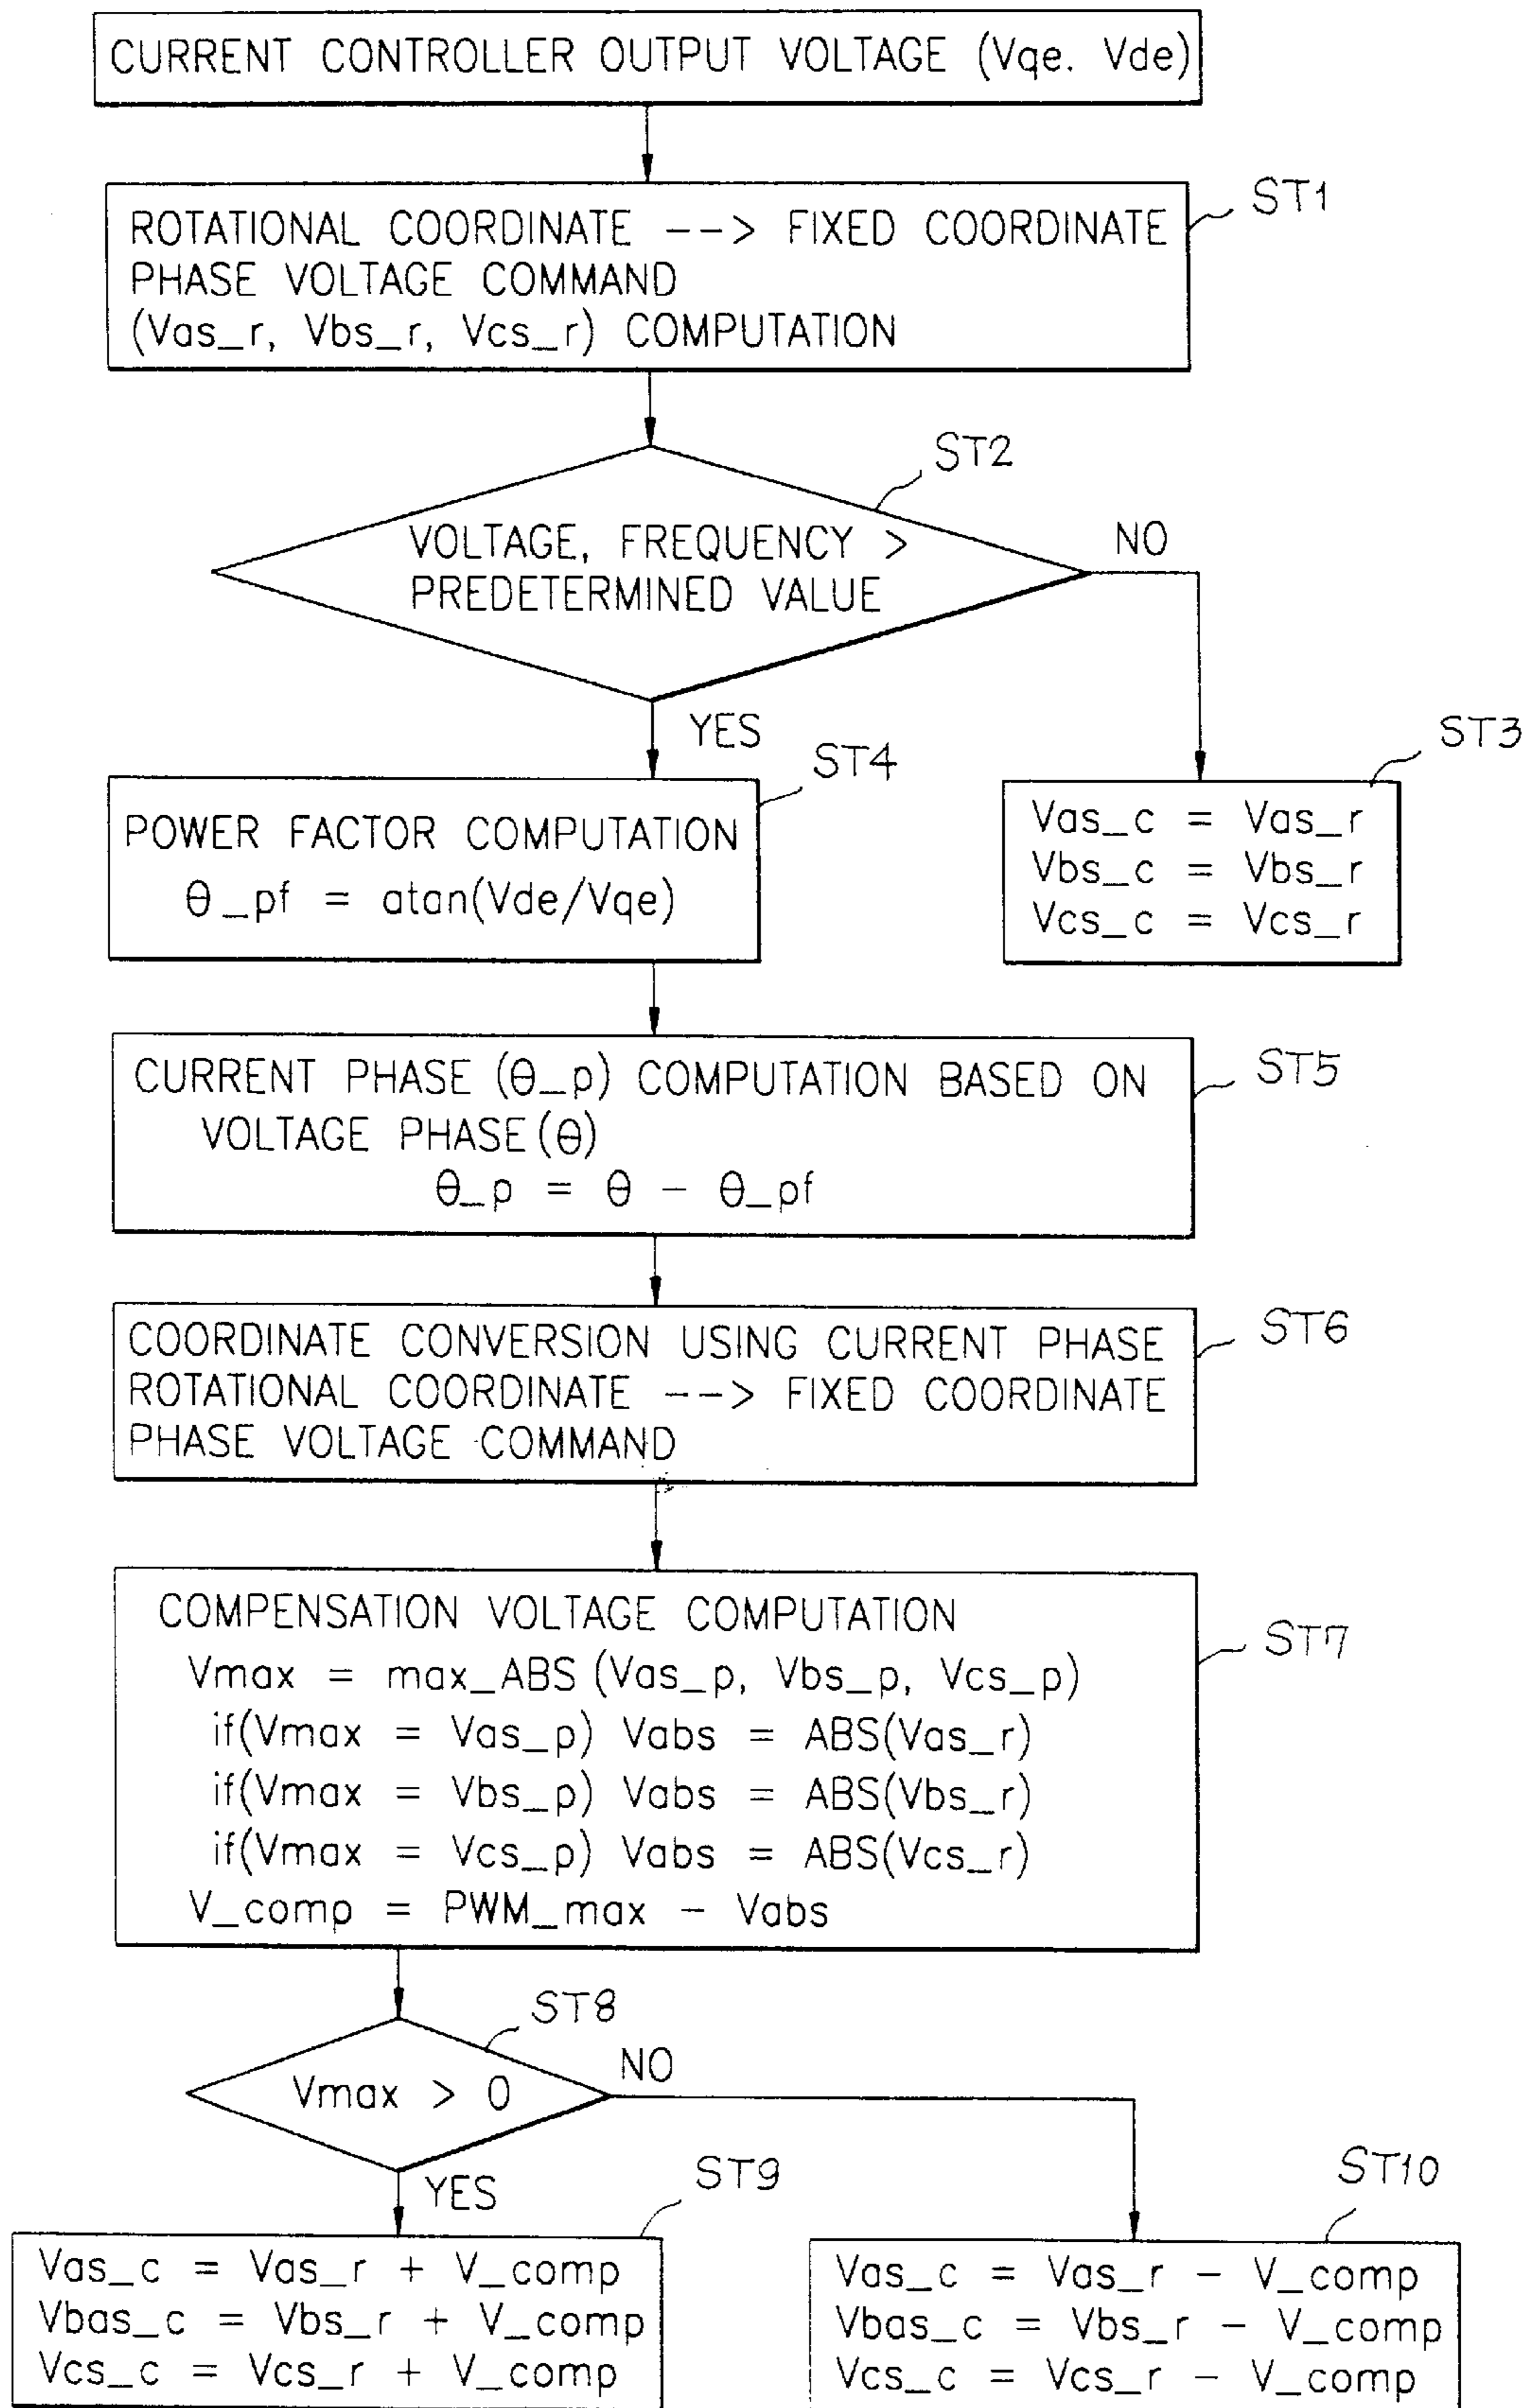 CURRENT CONTROLLER OUTPUT VOLTAGE (Vqe. Vde)
ST1
ROTATIONAL COORDINATE --> FIXED COORDINATE
PHASE VOLTAGE COMMAND
(Vas_r, Vbs_r, Vcs_r) COMPUTATION
ST2
VOLTAGE, FREQUENCY >
PREDETERMINED VALUE
NO
YES
ST3
Vas_c = Vas_r
Vbs_c = Vbs_r
Vcs_c = Vcs_r
ST4
POWER FACTOR COMPUTATION
θ_pf = atan(Vde/Vqe)
ST5
CURRENT PHASE (θ_p) COMPUTATION BASED ON
VOLTAGE PHASE(θ)
θ_p = θ - θ_pf
ST6
COORDINATE CONVERSION USING CURRENT PHASE
ROTATIONAL COORDINATE --> FIXED COORDINATE
PHASE VOLTAGE COMMAND
ST7
COMPENSATION VOLTAGE COMPUTATION
Vmax = max_ABS (Vas_p, Vbs_p, Vcs_p)
if(Vmax = Vas_p) Vabs = ABS(Vas_r)
if(Vmax = Vbs_p) Vabs = ABS(Vbs_r)
if(Vmax = Vcs_p) Vabs = ABS(Vcs_r)
V_comp = PWM_max - Vabs
ST8
Vmax > 0
NO
YES
ST9
Vas_c = Vas_r + V_comp
Vbas_c = Vbs_r + V_comp
Vcs_c = Vcs_r + V_comp
ST10
Vas_c = Vas_r - V_comp
Vbas_c = Vbs_r - V_comp
Vcs_c = Vcs_r - V_comp